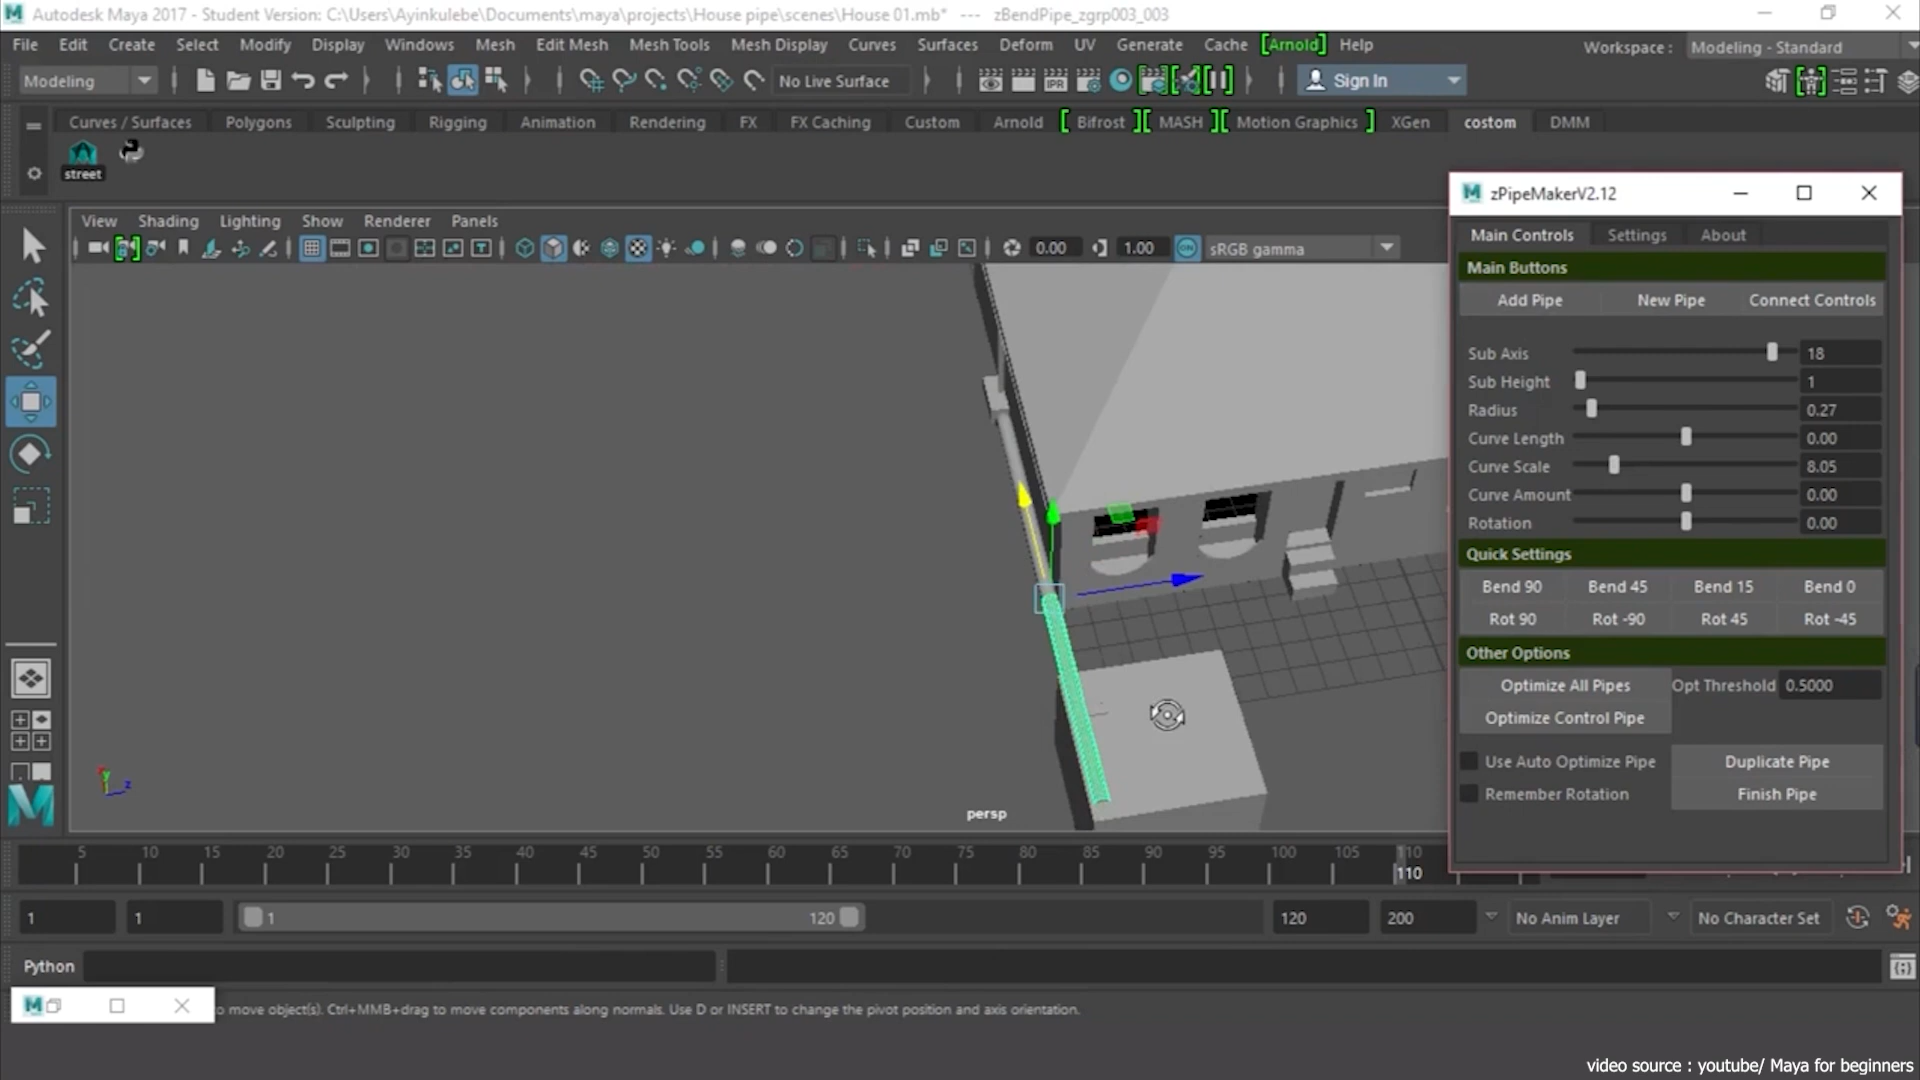 Autodesk Maya 2017 - Student Version: C:\Users\Ayinkulebe\Documents\maya\projects\House pipe\scenes\House 01.mb* --- zBendPipe_zgrp003_003
File Edit Create Select Modify Display Windows Mesh Edit Mesh Mesh Tools Mesh Display Curves Surfaces Deform UV Generate Cache [Arnold] Help Workspace : Modeling - Standard
Modeling No Live Surface IPR Sign In
Curves / Surfaces Polygons Sculpting Rigging Animation Rendering FX FX Caching Custom Arnold [ Bifrost ][ MASH ][ Motion Graphics ] XGen costom DMM
street
zPipeMakerV2.12
View Shading Lighting Show Renderer Panels
0.00 1.00 ON sRGB gamma
Main Controls Settings About
Main Buttons
Add Pipe New Pipe Connect Controls
Sub Axis 18
Sub Height 1
Radius 0.27
Curve Length 0.00
Curve Scale 8.05
Curve Amount 0.00
Rotation 0.00
Quick Settings
Bend 90 Bend 45 Bend 15 Bend 0
Rot 90 Rot -90 Rot 45 Rot -45
Other Options
Optimize All Pipes Opt Threshold 0.5000
Optimize Control Pipe
Use Auto Optimize Pipe Duplicate Pipe
Remember Rotation Finish Pipe
y z
persp
5 10 15 20 25 30 35 40 45 50 55 60 65 70 75 80 85 90 95 100 105 110
110
1 1 1 120 120 200 No Anim Layer No Character Set
Python
o move object(s). Ctrl+MMB+drag to move components along normals. Use D or INSERT to change the pivot position and axis orientation.
video source : youtube/ Maya for beginners